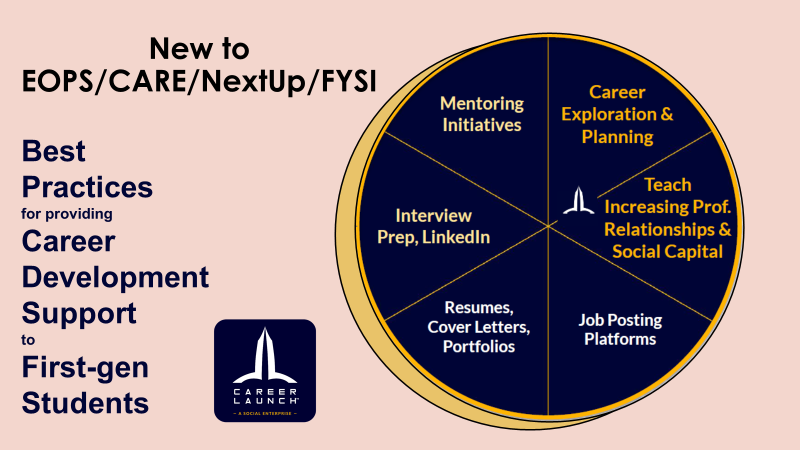 New to
EOPS/CARE/NextUp/FYSI
Best
Practices
for providing
Career
Development
Support
to
First-gen
Students
CAREER
LAUNCH
– A SOCIAL ENTERPRISE –
Mentoring
Initiatives
Career
Exploration &
Planning
Teach
Increasing Prof.
Relationships &
Social Capital
Interview
Prep, LinkedIn
Resumes,
Cover Letters,
Portfolios
Job Posting
Platforms